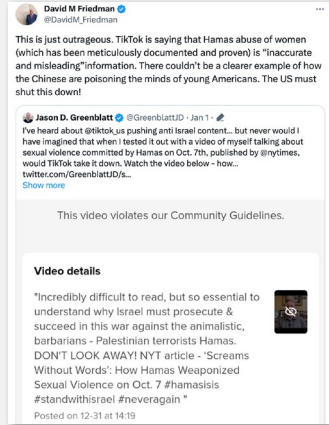 David M Friedman
@DavidM_Friedman
This is just outrageous. TikTok is saying that Hamas abuse of women
(which has been meticulously documented and proven) is "inaccurate
and misleading"information. There couldn't be a clearer example of how
the Chinese are poisoning the minds of young Americans. The US must
shut this down!
Jason D. Greenblatt @GreenblattJD · Jan 1 ·
I've heard about @tiktok_us pushing anti Israel content... but never would I
have imagined that when I tested it out with a video of myself talking about
sexual violence committed by Hamas on Oct. 7th, published by @nytimes,
would TikTok take it down. Watch the video below - how...
twitter.com/GreenblattJD/s...
Show more
This video violates our Community Guidelines.
Video details
"Incredibly difficult to read, but so essential to
understand why Israel must prosecute &
succeed in this war against the animalistic,
barbarians - Palestinian terrorists Hamas.
DON'T LOOK AWAY! NYT article - 'Screams
Without Words': How Hamas Weaponized
Sexual Violence on Oct. 7 #hamasisis
#standwithisrael #neveragain "
Posted on 12-31 at 14:19